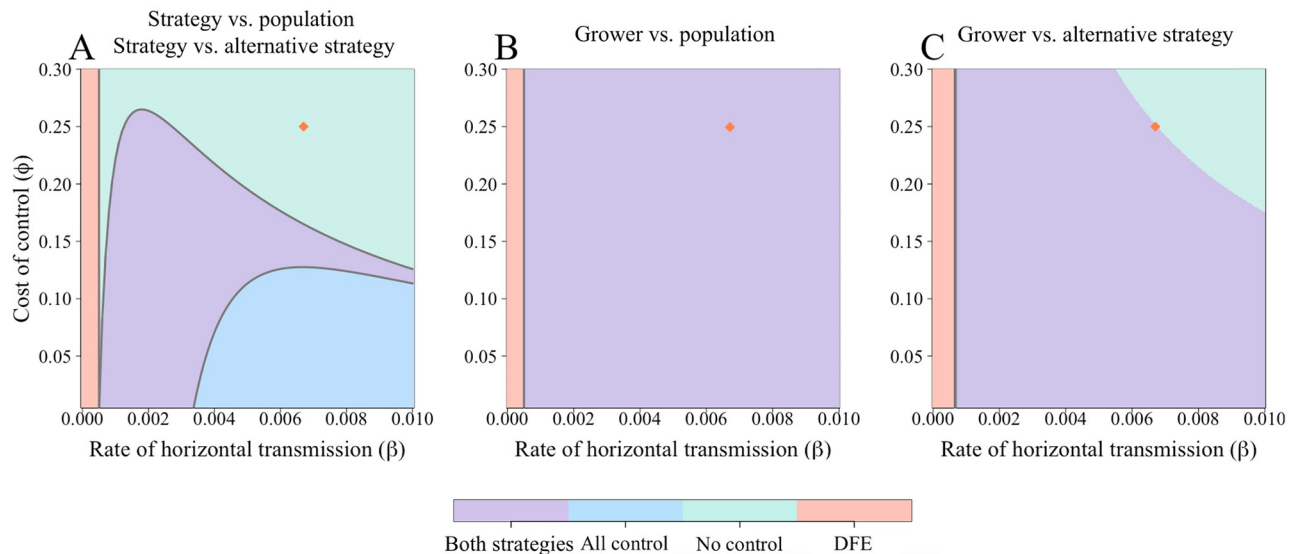 Strategy vs. population
A Strategy vs. alternative strategy
0.30
0.25
0.20
0.15
0.10
0.05
Cost of control (ϕ)
0.000 0.002 0.004 0.006 0.008 0.010
Rate of horizontal transmission (β)
B Grower vs. population
0.30
0.25
0.20
0.15
0.10
0.05
0.000 0.002 0.004 0.006 0.008 0.010
Rate of horizontal transmission (β)
C Grower vs. alternative strategy
0.30
0.25
0.20
0.15
0.10
0.05
0.000 0.002 0.004 0.006 0.008 0.010
Rate of horizontal transmission (β)
Both strategies All control No control DFE